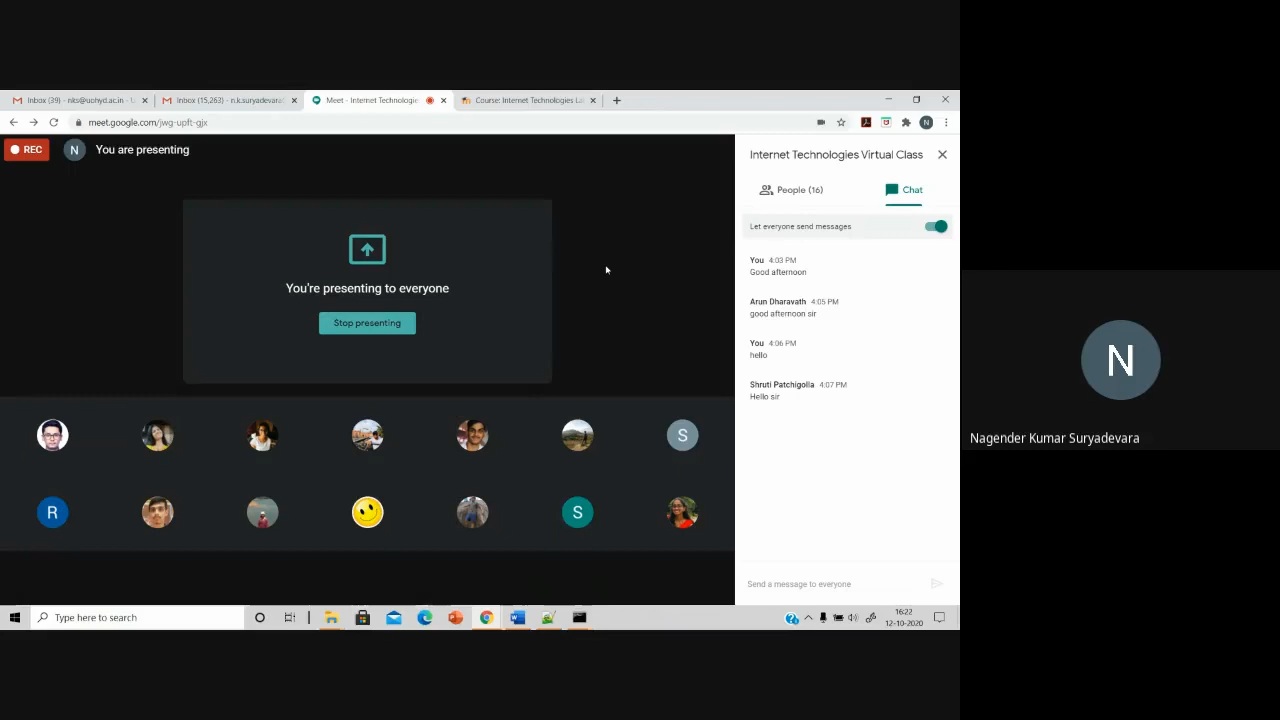 Inbox (39) - nks@uohyd.ac.in - U
Inbox (15,263) - n.k.suryadevara
Meet - Internet Technologie
Course: Internet Technologies La
meet.google.com/jwg-upft-gjx
N
REC
N
You are presenting
Internet Technologies Virtual Class
People (16)
Chat
Let everyone send messages
You 4:03 PM
Good afternoon
Arun Dharavath 4:05 PM
good afternoon sir
You 4:06 PM
hello
Shruti Patchigolla 4:07 PM
Hello sir
You're presenting to everyone
Stop presenting
S
R
S
Send a message to everyone
Type here to search
16:22
12-10-2020
N
Nagender Kumar Suryadevara